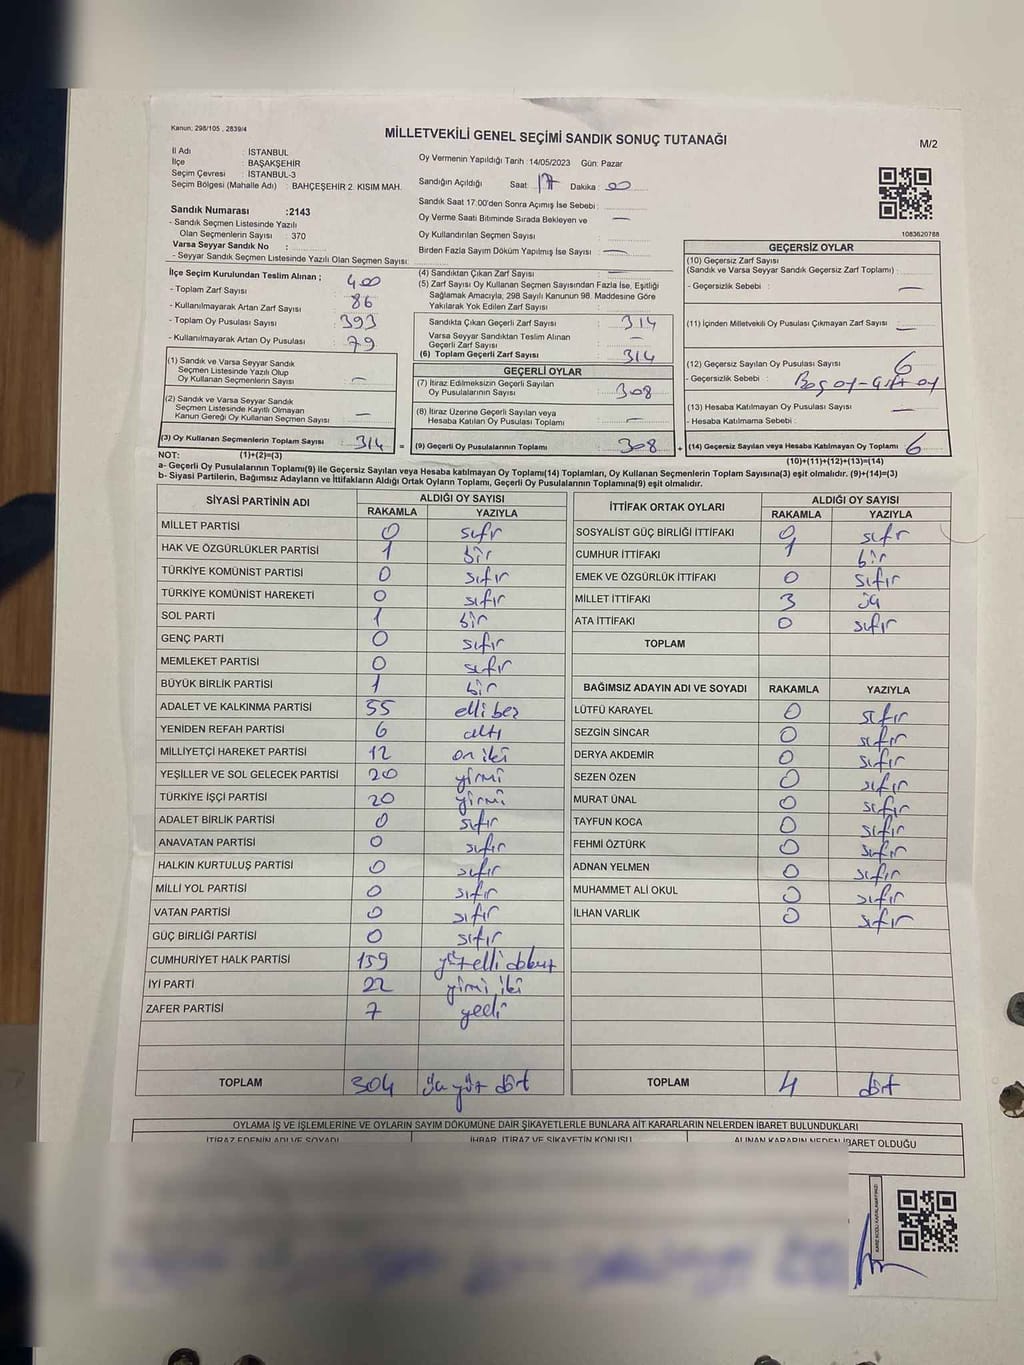 Kanun; 298/105 , 2839/4
MİLLETVEKİLİ GENEL SEÇİMİ SANDIK SONUÇ TUTANAĞI
M/2
İl Adı : İSTANBUL
İlçe : BAŞAKŞEHİR
Seçim Çevresi : İSTANBUL-3
Seçim Bölgesi (Mahalle Adı) : BAHÇEŞEHİR 2. KISIM MAH.
Sandık Numarası :2143
- Sandık Seçmen Listesinde Yazılı
Olan Seçmenlerin Sayısı : 370
Varsa Seyyar Sandık No :
- Seyyar Sandık Seçmen Listesinde Yazılı Olan Seçmen Sayısı:
Oy Vermenin Yapıldığı Tarih : 14/05/2023 Gün: Pazar
Sandığın Açıldığı Saat: 17 Dakika : 00
Sandık Saat 17:00'den Sonra Açımış İse Sebebi :
Oy Verme Saati Bitiminde Sırada Bekleyen ve : —
Oy Kullandırılan Seçmen Sayısı
Birden Fazla Sayım Döküm Yapılmış İse Sayısı : —
1083620788
İlçe Seçim Kurulundan Teslim Alınan ;
- Toplam Zarf Sayısı : 400
- Kullanılmayarak Artan Zarf Sayısı : 86
- Toplam Oy Pusulası Sayısı : 393
- Kullanılmayarak Artan Oy Pusulası : 79
(1) Sandık ve Varsa Seyyar Sandık
Seçmen Listesinde Yazılı Olup
Oy Kullanan Seçmenlerin Sayısı : —
(2) Sandık ve Varsa Seyyar Sandık
Seçmen Listesinde Kayıtlı Olmayan
Kanun Gereği Oy Kullanan Seçmen Sayısı : —
(3) Oy Kullanan Seçmenlerin Toplam Sayısı : 314 =
(4) Sandıktan Çıkan Zarf Sayısı : —
(5) Zarf Sayısı Oy Kullanan Seçmen Sayısından Fazla İse, Eşitliği
Sağlamak Amacıyla, 298 Sayılı Kanunun 98. Maddesine Göre
Yakılarak Yok Edilen Zarf Sayısı :
Sandıkta Çıkan Geçerli Zarf Sayısı : 314
Varsa Seyyar Sandıktan Teslim Alınan
Geçerli Zarf Sayısı : —
(6) Toplam Geçerli Zarf Sayısı : 314
GEÇERLİ OYLAR
(7) İtiraz Edilmeksizin Geçerli Sayılan
Oy Pusulalarının Sayısı : 308
(8) İtiraz Üzerine Geçerli Sayılan veya
Hesaba Katılan Oy Pusulası Sayısı : —
(9) Geçerli Oy Pusulalarının Toplamı : 308 +
GEÇERSİZ OYLAR
(10) Geçersiz Zarf Sayısı
(Sandık ve Varsa Seyyar Sandık Geçersiz Zarf Toplamı) :
- Geçersizlik Sebebi : —
(11) İçinden Milletvekili Oy Pusulası Çıkmayan Zarf Sayısı : —
(12) Geçersiz Sayılan Oy Pusulası Sayısı : 6
- Geçersizlik Sebebi : Boş oy-Çift oy
(13) Hesaba Katılmayan Oy Pusulası Sayısı : —
- Hesaba Katılmama Sebebi :
(14) Geçersiz Sayılan veya Hesaba Katılmayan Oy Toplamı : 6
NOT: (1)+(2)=(3)
(10)+(11)+(12)+(13)=(14)
a- Geçerli Oy Pusulalarının Toplamı(9) ile Geçersiz Sayılan veya Hesaba katılmayan Oy Toplamı(14) Toplamları, Oy Kullanan Seçmenlerin Toplam Sayısına(3) eşit olmalıdır. (9)+(14)=(3)
b- Siyasi Partilerin, Bağımsız Adayların ve İttifakların Aldığı Ortak Oyların Toplamı, Geçerli Oy Pusulalarının Toplamına(9) eşit olmalıdır.
SİYASİ PARTİNİN ADI ALDIĞI OY SAYISI
RAKAMLA YAZIYLA
MİLLET PARTİSİ 0 sıfır
HAK VE ÖZGÜRLÜKLER PARTİSİ 1 bir
TÜRKİYE KOMÜNİST PARTİSİ 0 sıfır
TÜRKİYE KOMÜNİST HAREKETİ 0 sıfır
SOL PARTİ 1 bir
GENÇ PARTİ 0 sıfır
MEMLEKET PARTİSİ 0 sıfır
BÜYÜK BİRLİK PARTİSİ 1 bir
ADALET VE KALKINMA PARTİSİ 55 elli beş
YENİDEN REFAH PARTİSİ 6 altı
MİLLİYETÇİ HAREKET PARTİSİ 12 on iki
YEŞİLLER VE SOL GELECEK PARTİSİ 20 yirmi
TÜRKİYE İŞÇİ PARTİSİ 20 yirmi
ADALET BİRLİK PARTİSİ 0 sıfır
ANAVATAN PARTİSİ 0 sıfır
HALKIN KURTULUŞ PARTİSİ 0 sıfır
MİLLİ YOL PARTİSİ 0 sıfır
VATAN PARTİSİ 0 sıfır
GÜÇ BİRLİĞİ PARTİSİ 0 sıfır
CUMHURİYET HALK PARTİSİ 159 yüzelli dokuz
İYİ PARTİ 22 yirmi iki
ZAFER PARTİSİ 7 yedi
TOPLAM 304 üç yüz dört
İTTİFAK ORTAK OYLARI ALDIĞI OY SAYISI
RAKAMLA YAZIYLA
SOSYALİST GÜÇ BİRLİĞİ İTTİFAKI 0 sıfır
CUMHUR İTTİFAKI 1 bir
EMEK VE ÖZGÜRLÜK İTTİFAKI 0 sıfır
MİLLET İTTİFAKI 3 üç
ATA İTTİFAKI 0 sıfır
TOPLAM
BAĞIMSIZ ADAYIN ADI VE SOYADI RAKAMLA YAZIYLA
LÜTFÜ KARAYEL 0 sıfır
SEZGİN SİNCAR 0 sıfır
DERYA AKDEMİR 0 sıfır
SEZEN ÖZEN 0 sıfır
MURAT ÜNAL 0 sıfır
TAYFUN KOCA 0 sıfır
FEHMİ ÖZTÜRK 0 sıfır
ADNAN YELMEN 0 sıfır
MUHAMMET ALİ OKUL 0 sıfır
İLHAN VARLIK 0 sıfır
TOPLAM 4 dört
OYLAMA İŞ VE İŞLEMLERİNE VE OYLARIN SAYIM DÖKÜMÜNE DAİR ŞİKAYETLERLE BUNLARA AİT KARARLARIN NELERDEN İBARET BULUNDUKLARI
İTİRAZ EDENİN ADI VE SOYADI İHBAR, İTİRAZ VE ŞİKAYETİN KONUSU ALINAN KARARIN NEDEN İBARET OLDUĞU
KARE KODU KARALAMAYINIZ!